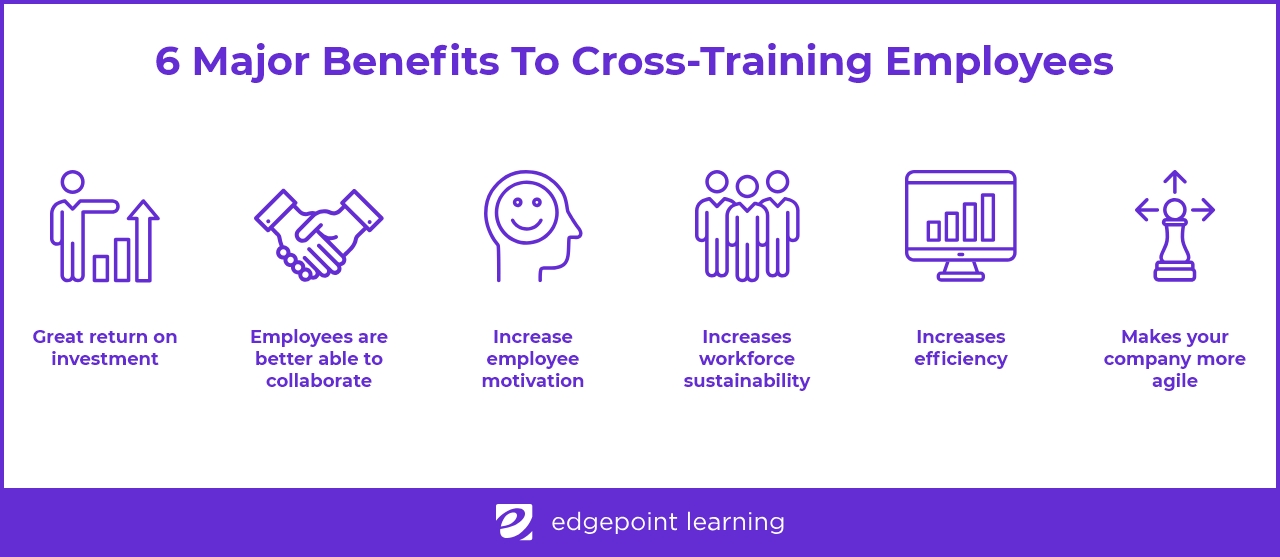 6 Major Benefits To Cross-Training Employees
Great return on
investment
Employees are
better able to
collaborate
Increase
employee
motivation
Increases
workforce
sustainability
Increases
efficiency
Makes your
company more
agile
edgepoint learning